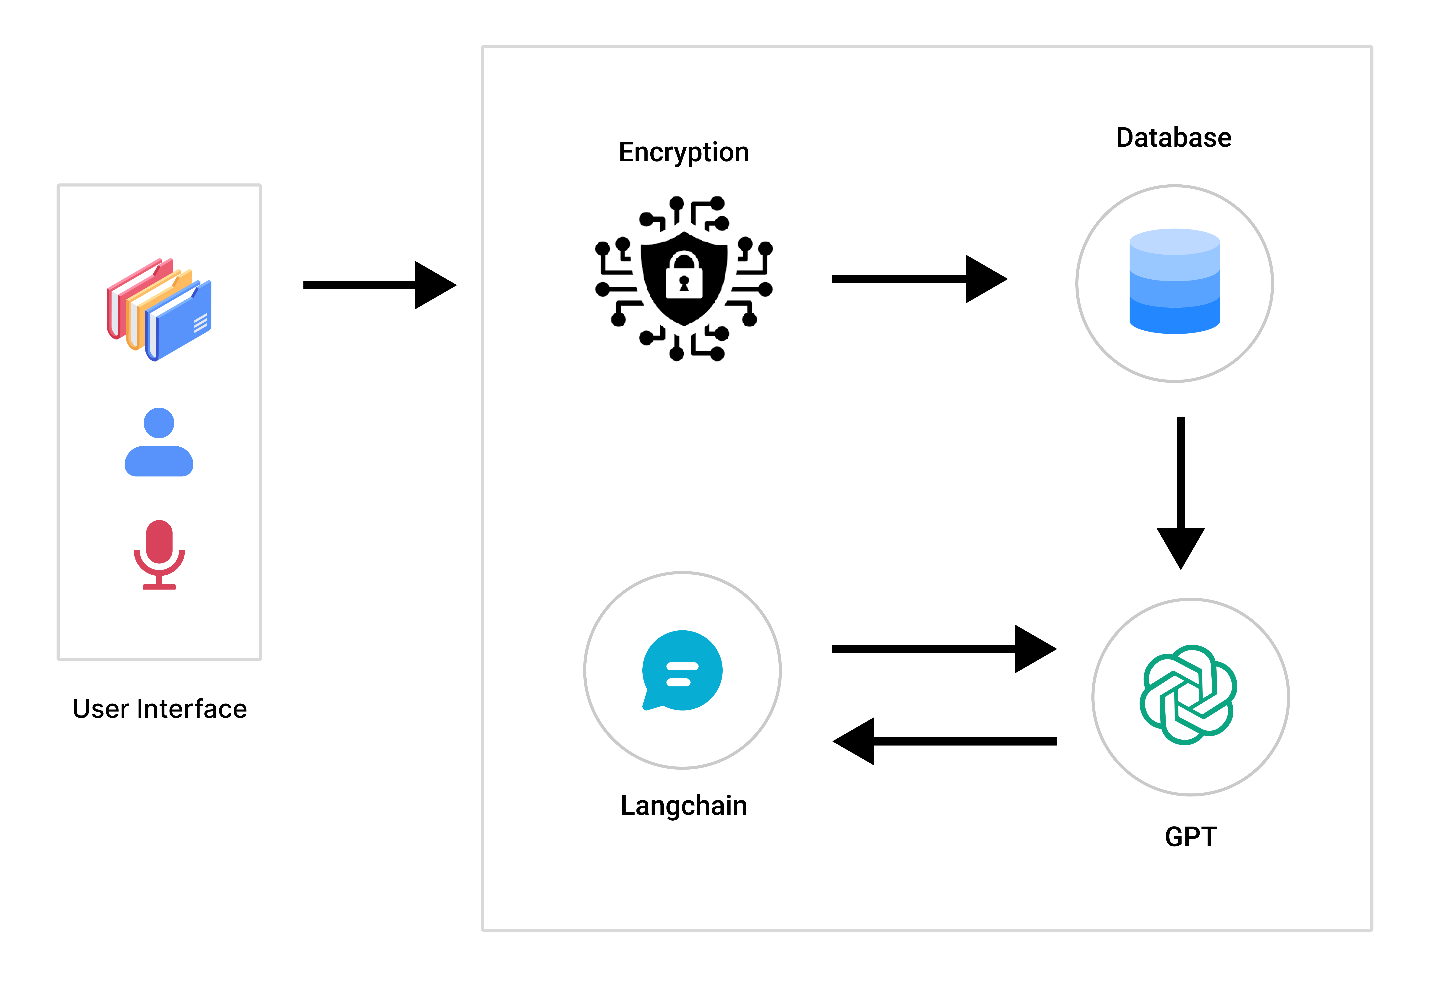 Encryption
Database
User Interface
Langchain
GPT